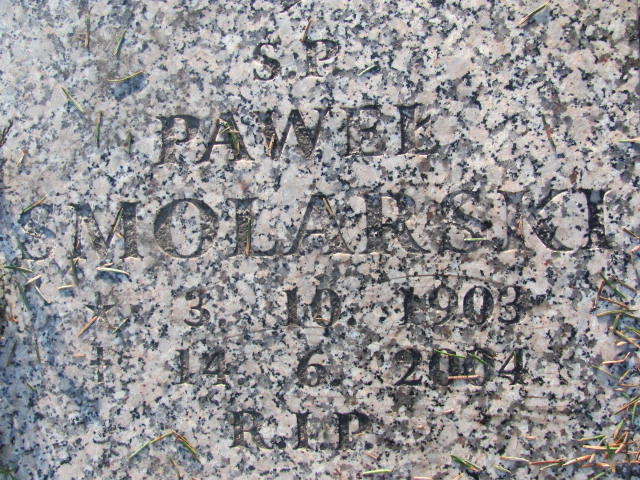 S.P.
PAWEŁ
SMOLARSKI
* 3 10. 1903
† 14 6 2004
R.I.P.